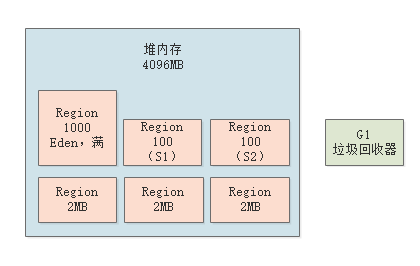 堆内存
4096MB
Region
1000
Eden，满
Region
100
（S1）
Region
100
（S2）
G1
垃圾回收器
Region
2MB
Region
2MB
Region
2MB